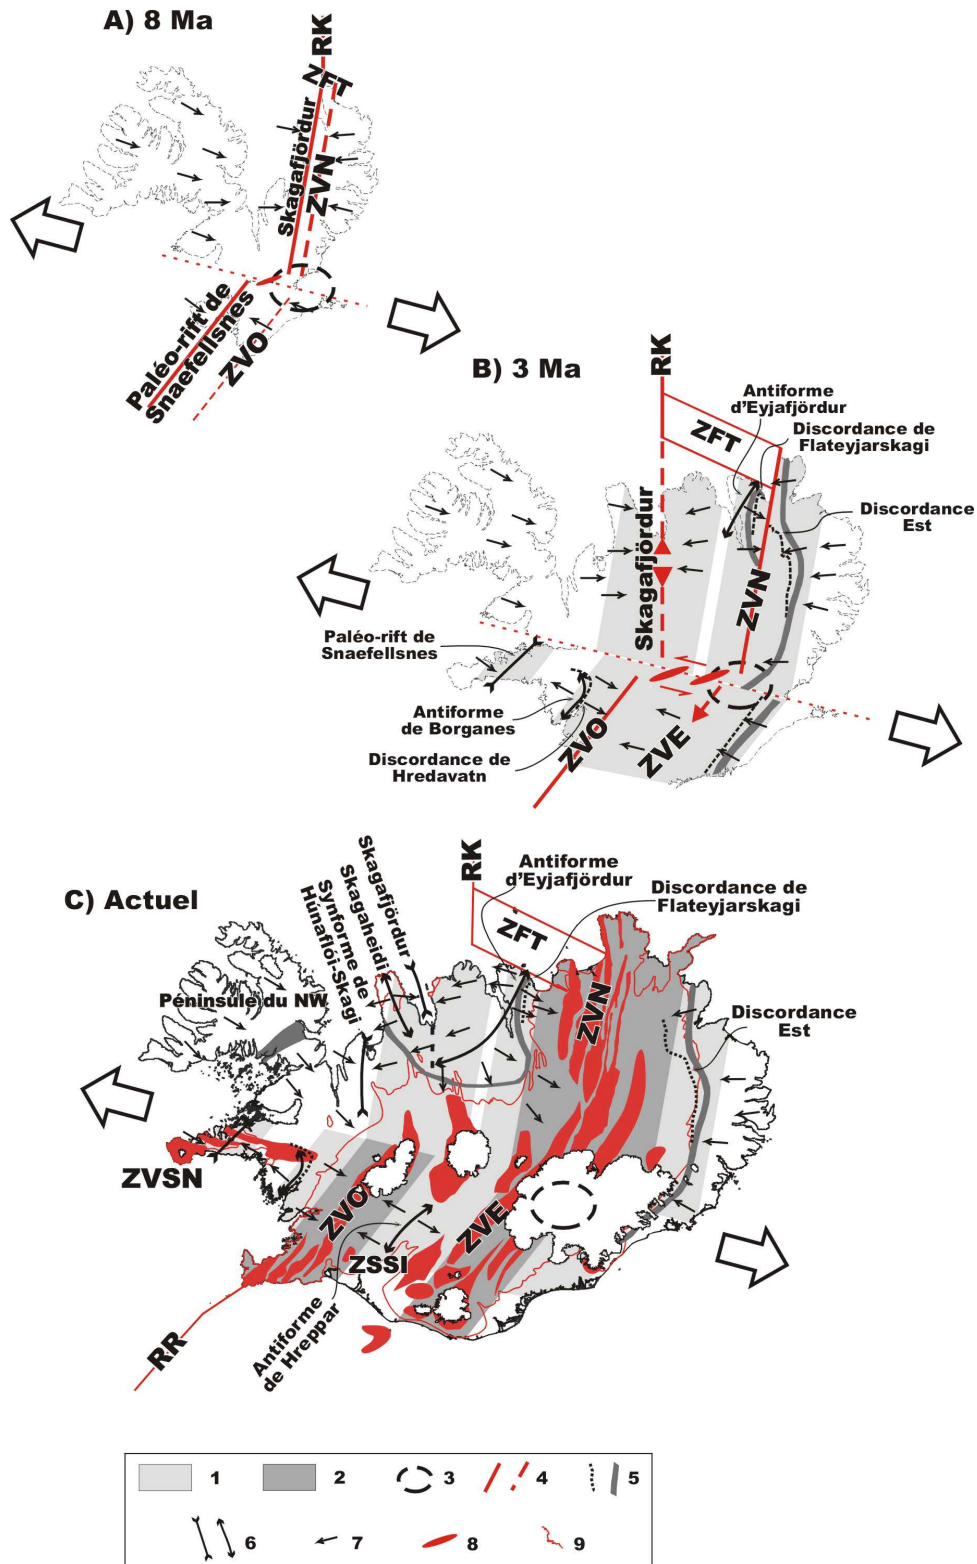 A) 8 Ma
RK
ZFT
Skagafjördur
ZVN
Paléo-rift de
Snaefellsnes
ZVO
B) 3 Ma
RK
Antiforme
d'Eyjafjördur
ZFT
Discordance de
Flateyjarskagi
Discordance
Est
Skagafjördur
ZVN
Paléo-rift de
Snaefellsnes
Antiforme
de Borganes
Discordance de
Hredavatn
ZVO
ZVE
C) Actuel
Skagafjördur
Skagaheidi
Synforme de
Húnaflói-Skagi
RK
Antiforme
d'Eyjafjördur
Discordance de
Flateyjarskagi
ZFT
Péninsule du NW
ZVN
Discordance
Est
ZVSN
ZVO
ZVE
ZSSI
Antiforme
de Hreppar
RR
1 2 3 4 5
6 7 8 9